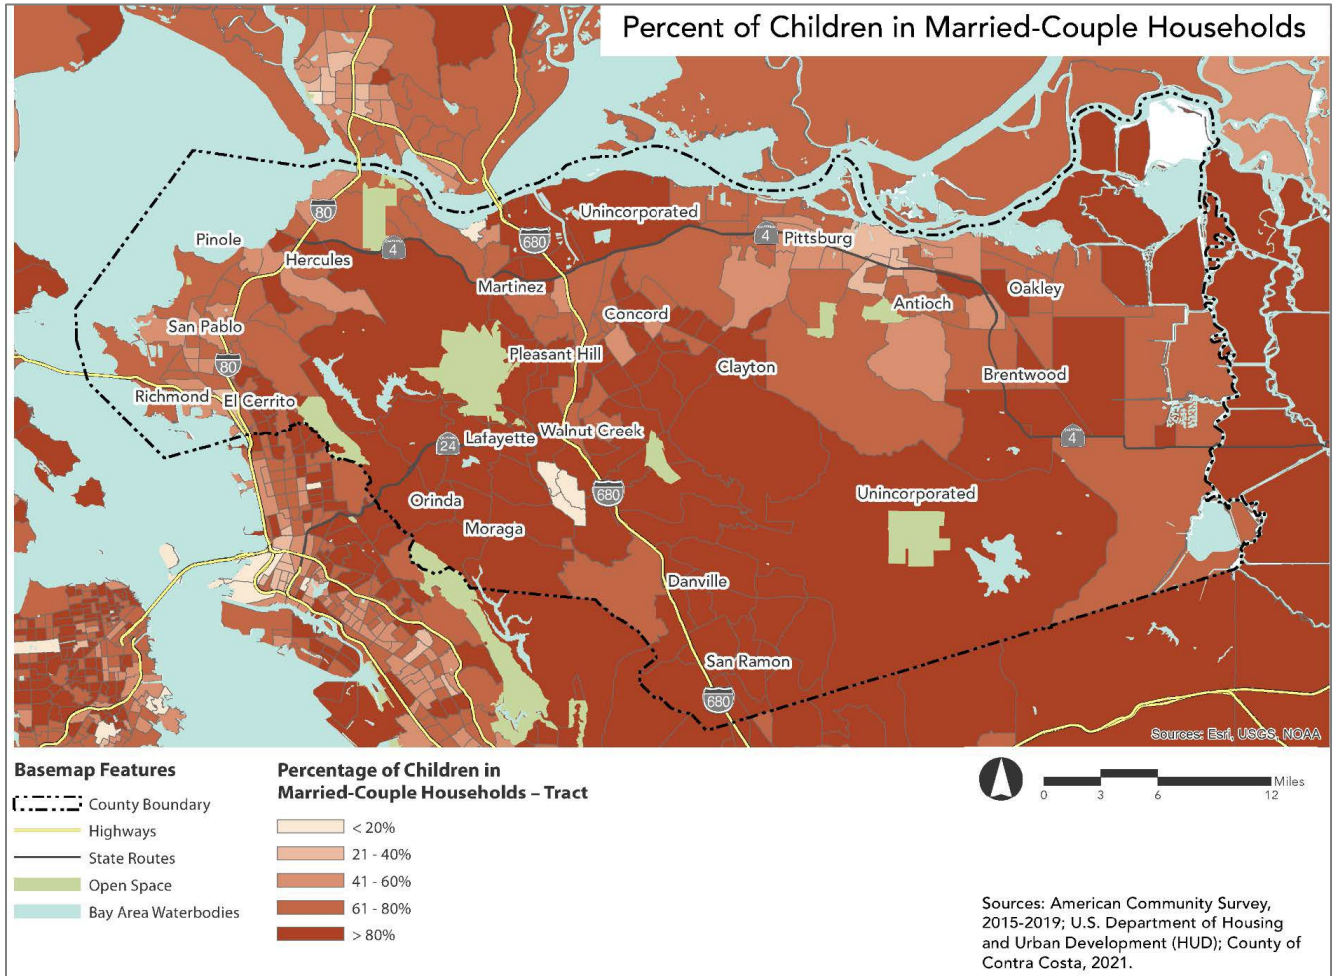 Percent of Children in Married-Couple Households
Unincorporated
80
Pinole
4
680
4
Pittsburg
Hercules
Martinez
Oakley
Antioch
San Pablo
Concord
80
Pleasant Hill
Clayton
Brentwood
Richmond
El Cerrito
24
Lafayette
Walnut Creek
4
Orinda
680
Unincorporated
Moraga
Danville
San Ramon
680
Sources: Esri, USGS, NOAA
Basemap Features
County Boundary
Highways
State Routes
Open Space
Bay Area Waterbodies
Percentage of Children in
Married-Couple Households – Tract
< 20%
21 - 40%
41 - 60%
61 - 80%
> 80%
Miles
0 3 6 12
Sources: American Community Survey,
2015-2019; U.S. Department of Housing
and Urban Development (HUD); County of
Contra Costa, 2021.